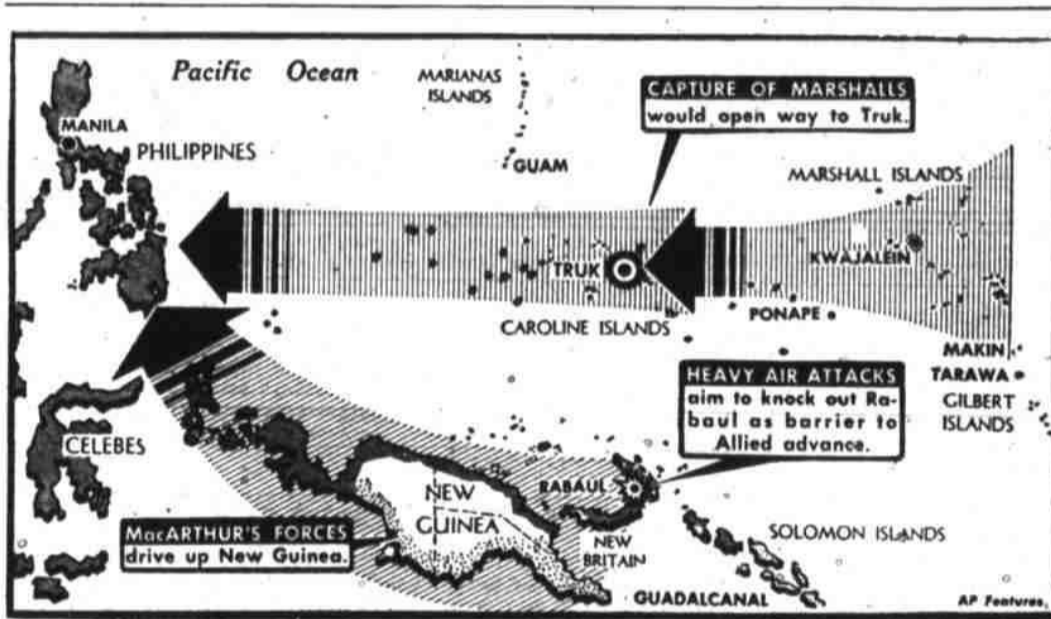 Pacific Ocean
MARIANAS
ISLANDS
GUAM
CAPTURE OF MARSHALLS
would open way to Truk.
MANILA
PHILIPPINES
MARSHALL ISLANDS
KWAJALEIN
TRUK
CAROLINE ISLANDS
PONAPE
MAKIN
TARAWA
GILBERT
ISLANDS
HEAVY AIR ATTACKS
aim to knock out Ra-
baul as barrier to
Allied advance.
CELEBES
RABAUL
NEW
GUINEA
NEW
BRITAIN
SOLOMON ISLANDS
MacARTHUR'S FORCES
drive up New Guinea.
GUADALCANAL
AP Features,